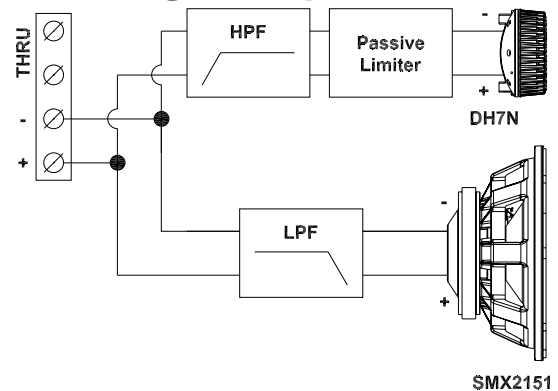 THRU
HPF
Passive
Limiter
-
+
DH7N
-
+
LPF
-
+
SMX2151